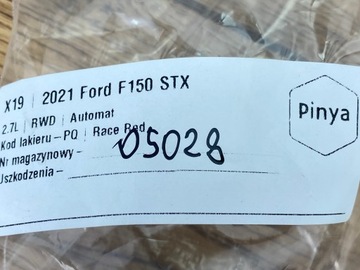 X19 | 2021 Ford F150 STX
2.7L | RWD | Automat
Kod lakieru – PQ | Race Red
Nr magazynowy – 05028
Uszkodzenia –
Pinya